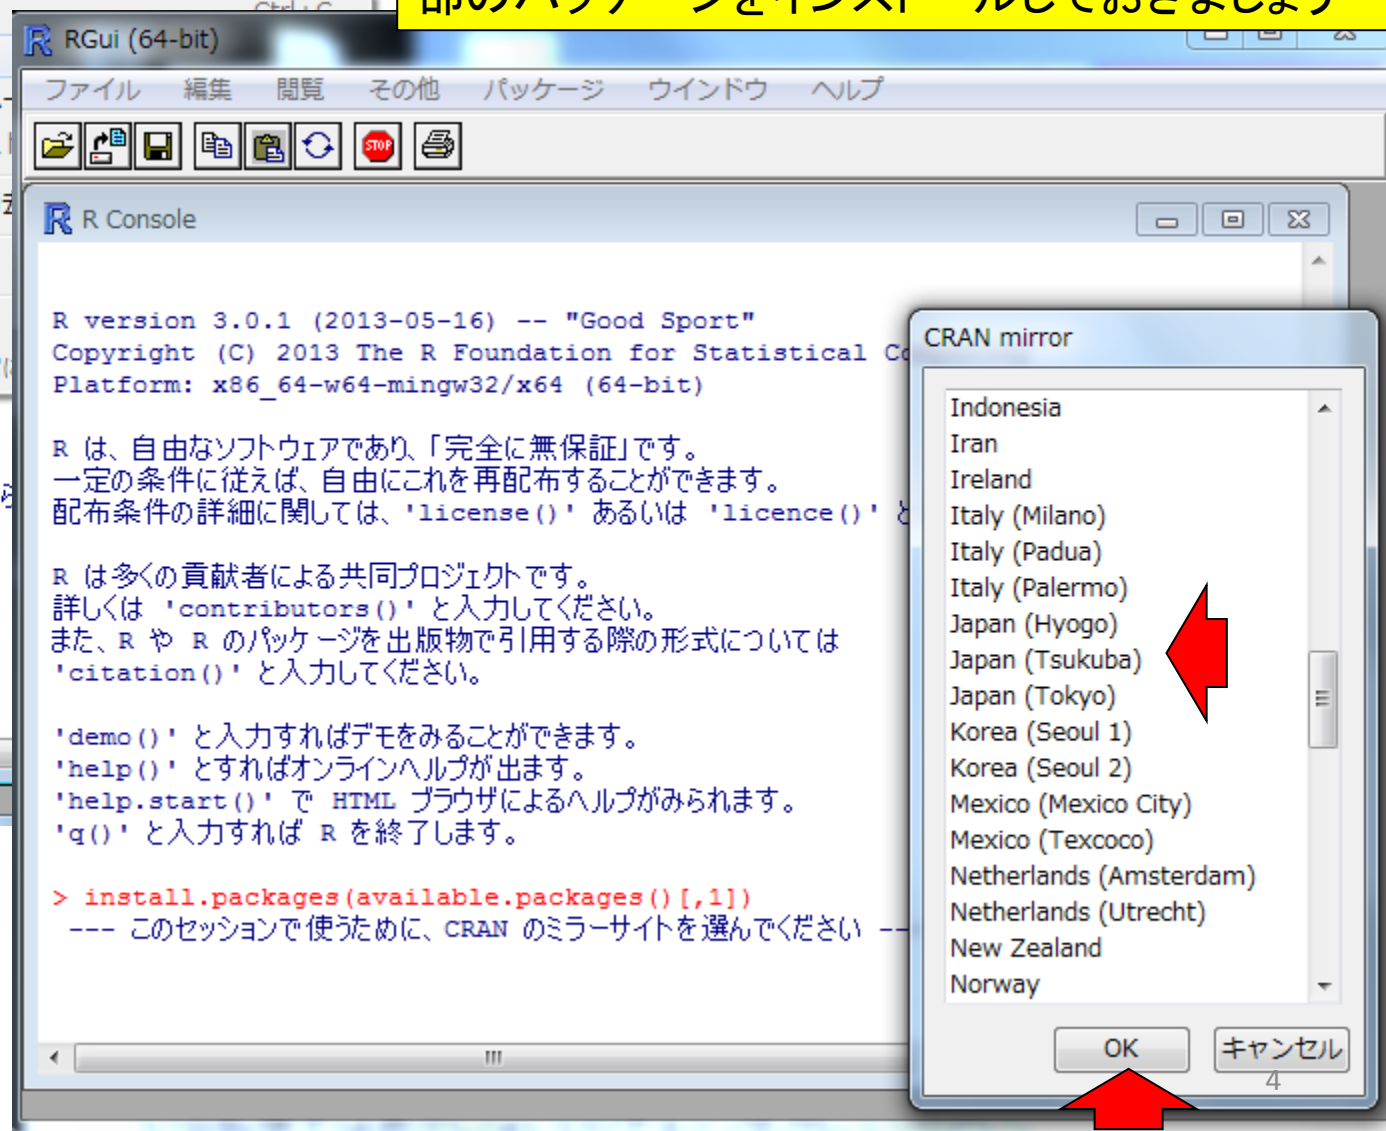 Ctrl+C
部のパッケージをインストールしておきましょう
RGui (64-bit)
ファイル 編集 閲覧 その他 パッケージ ウインドウ ヘルプ
STOP
R Console
R version 3.0.1 (2013-05-16) -- "Good Sport"
Copyright (C) 2013 The R Foundation for Statistical
Platform: x86_64-w64-mingw32/x64 (64-bit)
R は、自由なソフトウェアであり、「完全に無保証」です。
一定の条件に従えば、自由にこれを再配布することができます。
配布条件の詳細に関しては、'license()' あるいは 'licence()' と
R は多くの貢献者による共同プロジェクトです。
詳しくは 'contributors()' と入力してください。
また、R や R のパッケージを出版物で引用する際の形式については
'citation()' と入力してください。
'demo()' と入力すればデモをみることができます。
'help()' とすればオンラインヘルプが出ます。
'help.start()' で HTML ブラウザによるヘルプがみられます。
'q()' と入力すれば R を終了します。
> install.packages(available.packages()[,1])
--- このセッションで使うために、CRAN のミラーサイトを選んでください --
CRAN mirror
Indonesia
Iran
Ireland
Italy (Milano)
Italy (Padua)
Italy (Palermo)
Japan (Hyogo)
Japan (Tsukuba)
Japan (Tokyo)
Korea (Seoul 1)
Korea (Seoul 2)
Mexico (Mexico City)
Mexico (Texcoco)
Netherlands (Amsterdam)
Netherlands (Utrecht)
New Zealand
Norway
OK キャンセル
4